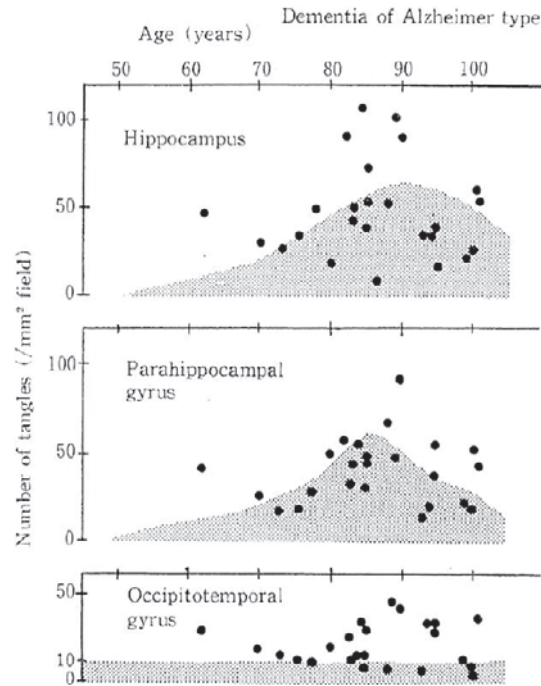 Dementia of Alzheimer type
Age (years)
50 60 70 80 90 100
Number of tangles (/mm² field)
100
Hippocampus
50
0
100
Parahippocampal
gyrus
50
0
50
Occipitotemporal
gyrus
10
0